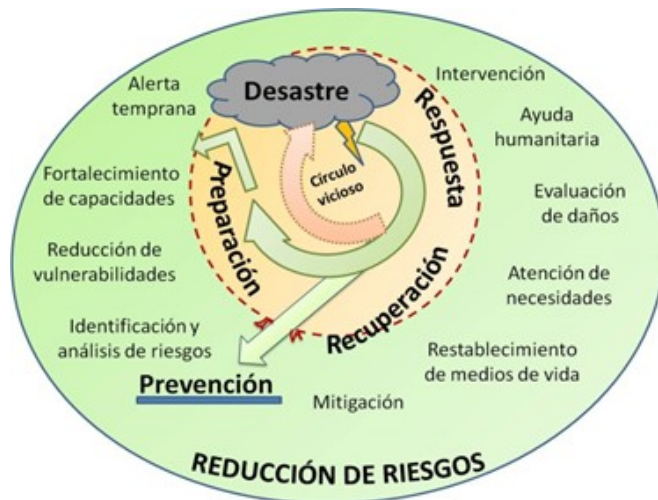 Desastre
Círculo
vicioso
Respuesta
Recuperación
Preparación
Prevención
Alerta
temprana
Fortalecimiento
de capacidades
Reducción de
vulnerabilidades
Identificación y
análisis de riesgos
Intervención
Ayuda
humanitaria
Evaluación
de daños
Atención de
necesidades
Restablecimiento
de medios de vida
Mitigación
REDUCCIÓN DE RIESGOS